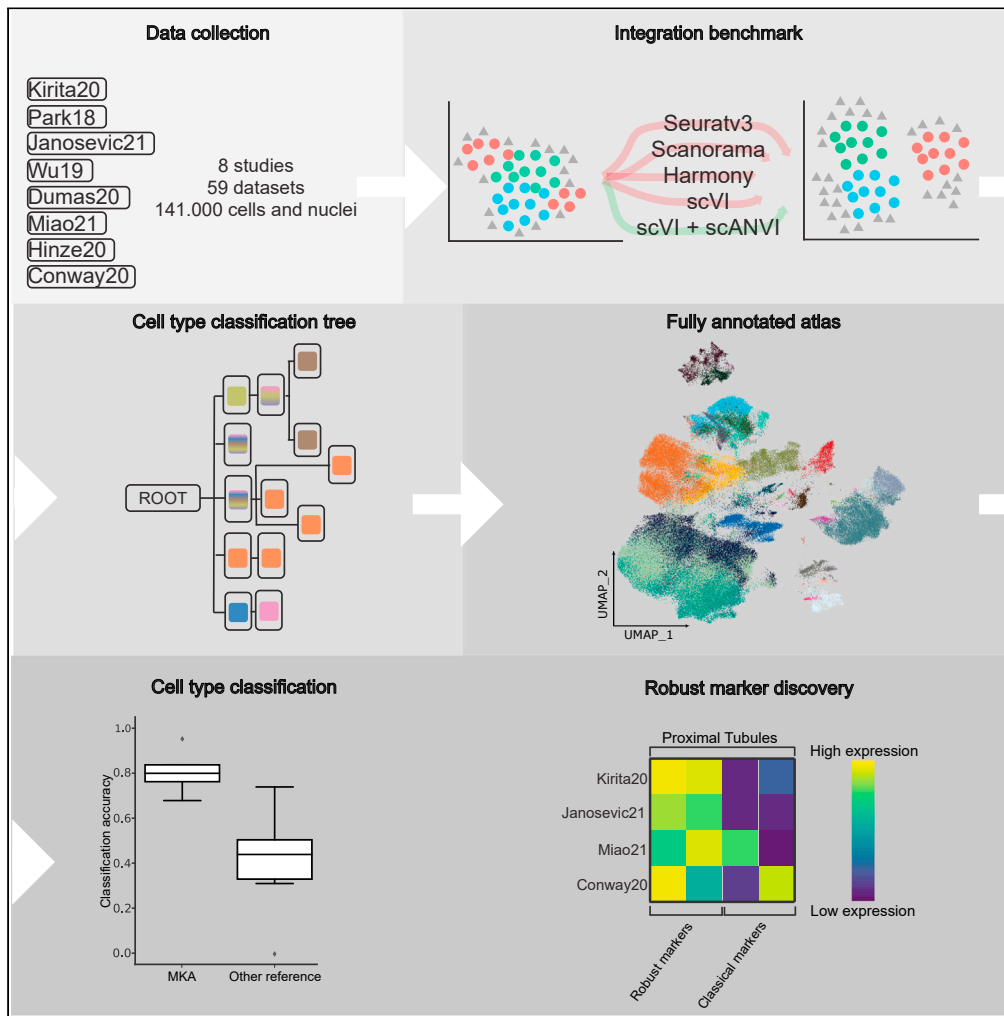 Data collection
Kirita20
Park18
Janosevic21
Wu19
Dumas20
Miao21
Hinze20
Conway20
8 studies
59 datasets
141.000 cells and nuclei
Integration benchmark
Seuratv3
Scanorama
Harmony
scVI
scVI + scANVI
Cell type classification tree
ROOT
Fully annotated atlas
UMAP_2
UMAP_1
Cell type classification
Classification accuracy
1.0
0.8
0.6
0.4
0.2
0.0
MKA
Other reference
Robust marker discovery
Proximal Tubules
Kirita20
Janosevic21
Miao21
Conway20
High expression
Low expression
Robust markers
Classical markers